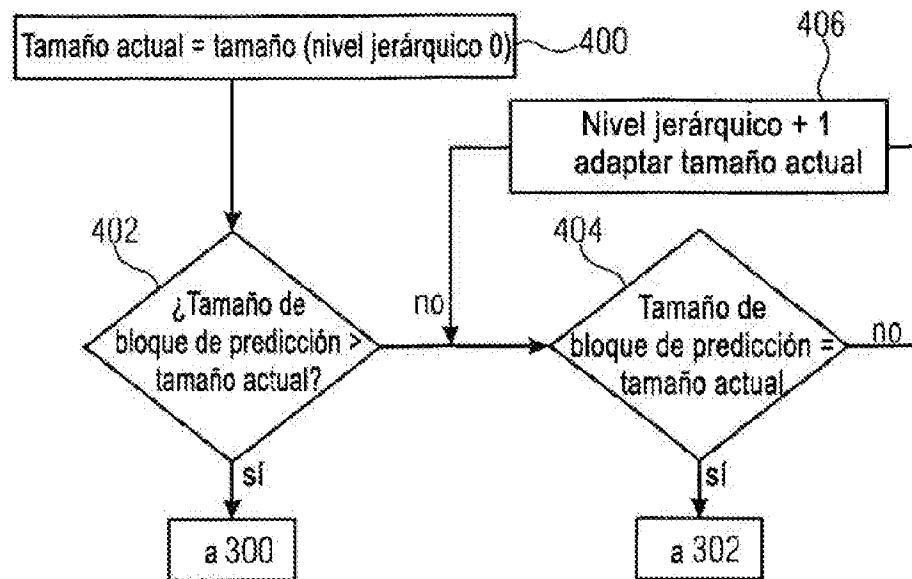 Tamaño actual = tamaño (nivel jerárquico 0)
400
406
Nivel jerárquico + 1
adaptar tamaño actual
402
¿Tamaño de
bloque de predicción >
tamaño actual?
no
404
Tamaño de
bloque de predicción =
tamaño actual
no
sí
a 300
sí
a 302